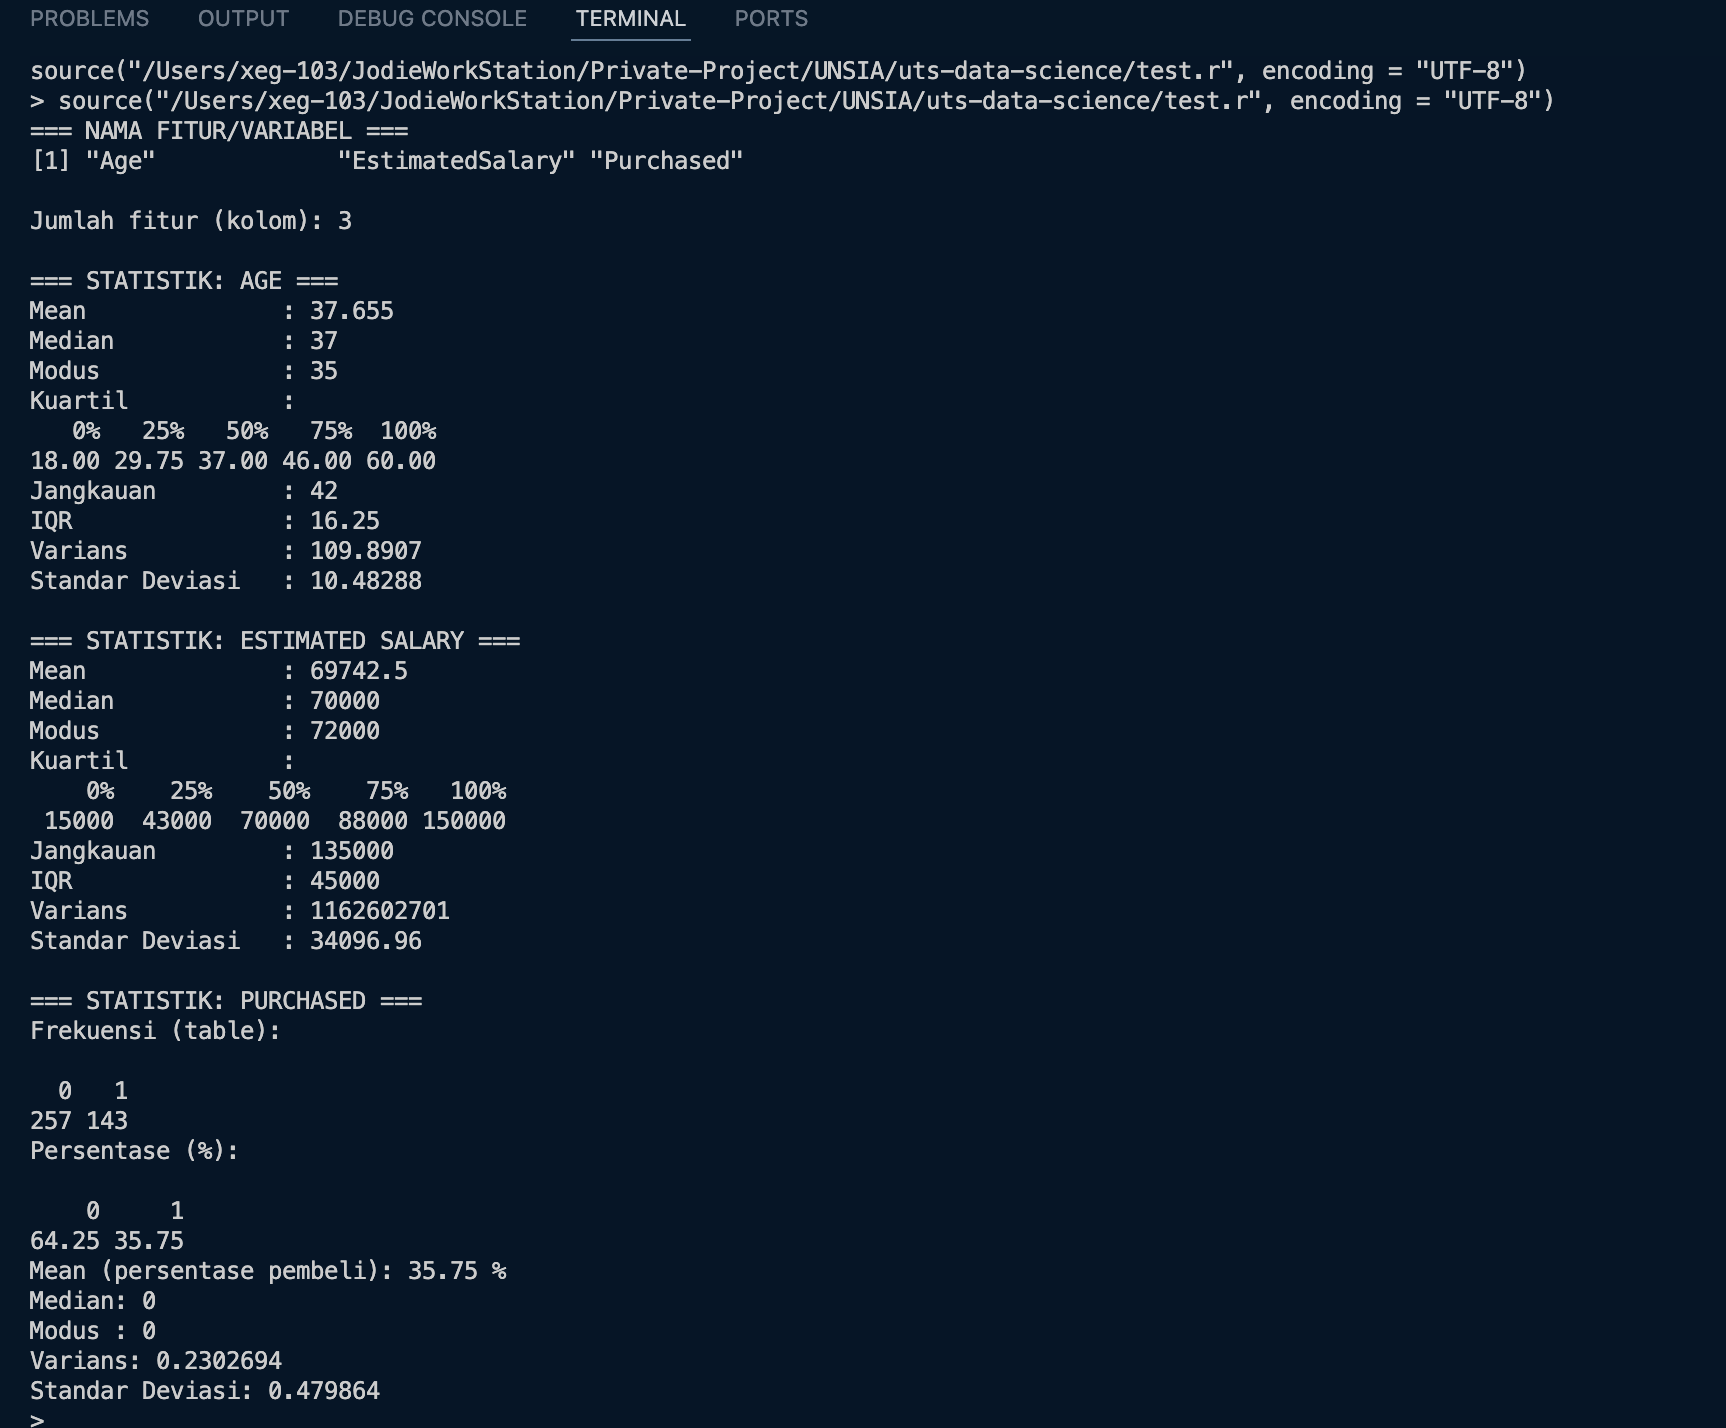 PROBLEMS OUTPUT DEBUG CONSOLE TERMINAL PORTS
source("/Users/xeg-103/JodieWorkStation/Private-Project/UNSIA/uts-data-science/test.r", encoding = "UTF-8")
> source("/Users/xeg-103/JodieWorkStation/Private-Project/UNSIA/uts-data-science/test.r", encoding = "UTF-8")
=== NAMA FITUR/VARIABEL ===
[1] "Age"             "EstimatedSalary" "Purchased"

Jumlah fitur (kolom): 3

=== STATISTIK: AGE ===
Mean              : 37.655
Median            : 37
Modus             : 35
Kuartil           :
   0%   25%   50%   75%  100%
18.00 29.75 37.00 46.00 60.00
Jangkauan         : 42
IQR               : 16.25
Varians           : 109.8907
Standar Deviasi   : 10.48288

=== STATISTIK: ESTIMATED SALARY ===
Mean              : 69742.5
Median            : 70000
Modus             : 72000
Kuartil           :
    0%    25%    50%    75%   100%
 15000  43000  70000  88000 150000
Jangkauan         : 135000
IQR               : 45000
Varians           : 1162602701
Standar Deviasi   : 34096.96

=== STATISTIK: PURCHASED ===
Frekuensi (table):

  0   1
257 143
Persentase (%):

    0     1
64.25 35.75
Mean (persentase pembeli): 35.75 %
Median: 0
Modus : 0
Varians: 0.2302694
Standar Deviasi: 0.479864
>